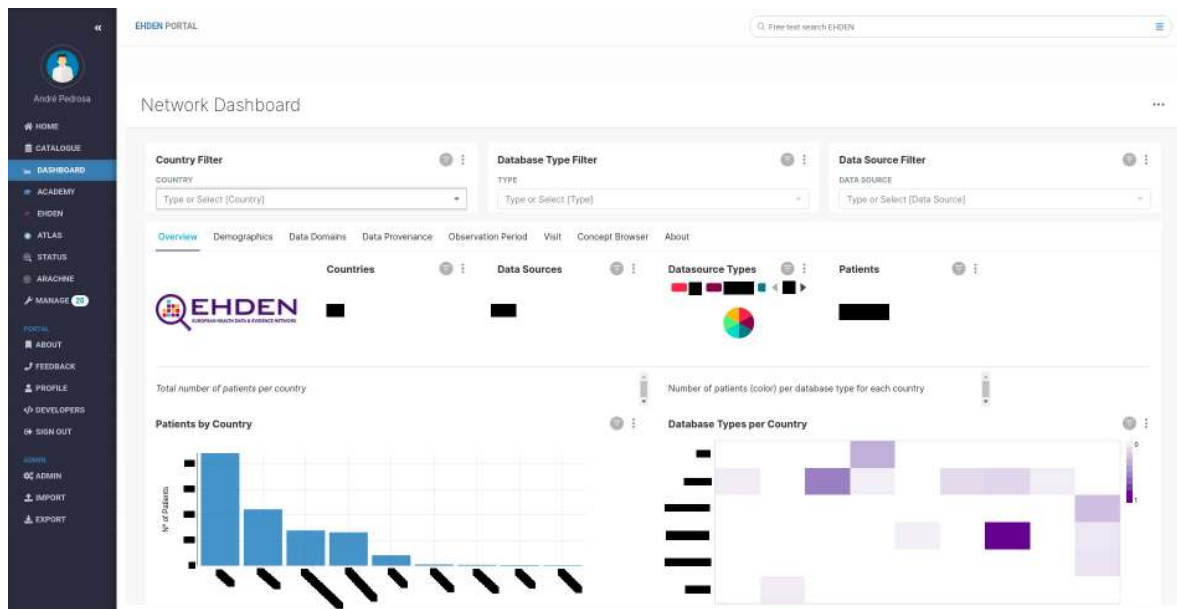 «
EHDEN PORTAL
Free text search EHDEN
André Pedrosa
HOME
CATALOGUE
DASHBOARD
ACADEMY
EHDEN
ATLAS
STATUS
ARACHNE
MANAGE 20
PORTAL
ABOUT
FEEDBACK
PROFILE
DEVELOPERS
SIGN OUT
ADMIN
ADMIN
IMPORT
EXPORT
Network Dashboard
Country Filter
COUNTRY
Type or Select [Country]
Database Type Filter
TYPE
Type or Select [Type]
Data Source Filter
DATA SOURCE
Type or Select [Data Source]
Overview Demographics Data Domains Data Provenance Observation Period Visit Concept Browser About
EHDEN
EUROPEAN HEALTH DATA & EVIDENCE NETWORK
Countries
Data Sources
Datasource Types
Patients
Total number of patients per country
Number of patients (color) per database type for each country
Patients by Country
Nº of Patients
Database Types per Country
0
1